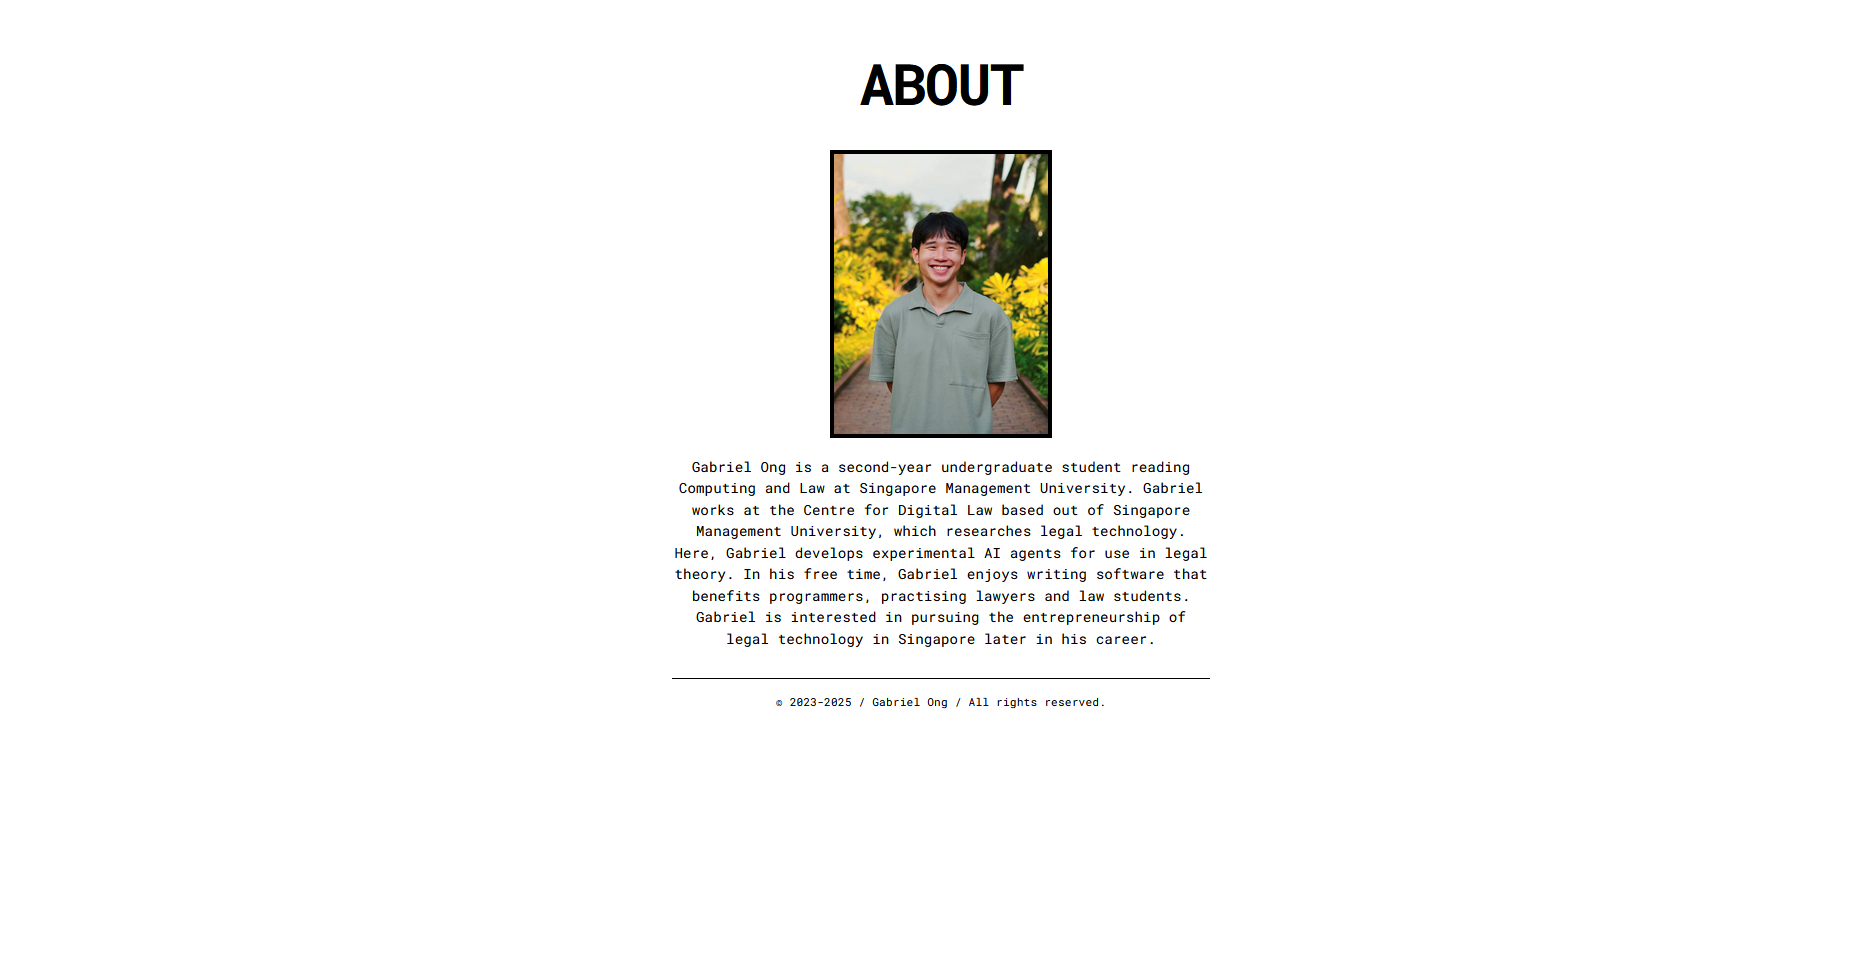 ABOUT
Gabriel Ong is a second-year undergraduate student reading
Computing and Law at Singapore Management University. Gabriel
works at the Centre for Digital Law based out of Singapore
Management University, which researches legal technology.
Here, Gabriel develops experimental AI agents for use in legal
theory. In his free time, Gabriel enjoys writing software that
benefits programmers, practising lawyers and law students.
Gabriel is interested in pursuing the entrepreneurship of
legal technology in Singapore later in his career.
© 2023-2025 / Gabriel Ong / All rights reserved.